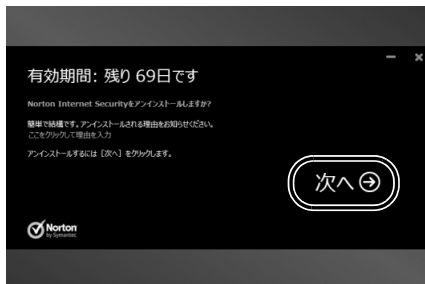 有効期間: 残り 69日です
Norton Internet Securityをアンインストールしますか?
簡単で結構です。アンインストールされる理由をお知らせください。
ここをクリックして理由を入力
アンインストールするには [次へ] をクリックします。
次へ
Norton
by Symantec